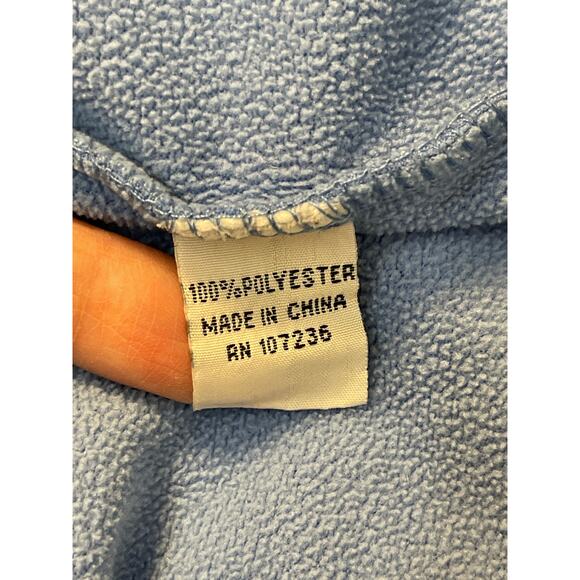 100%POLYESTER
MADE IN CHINA
RN 107236